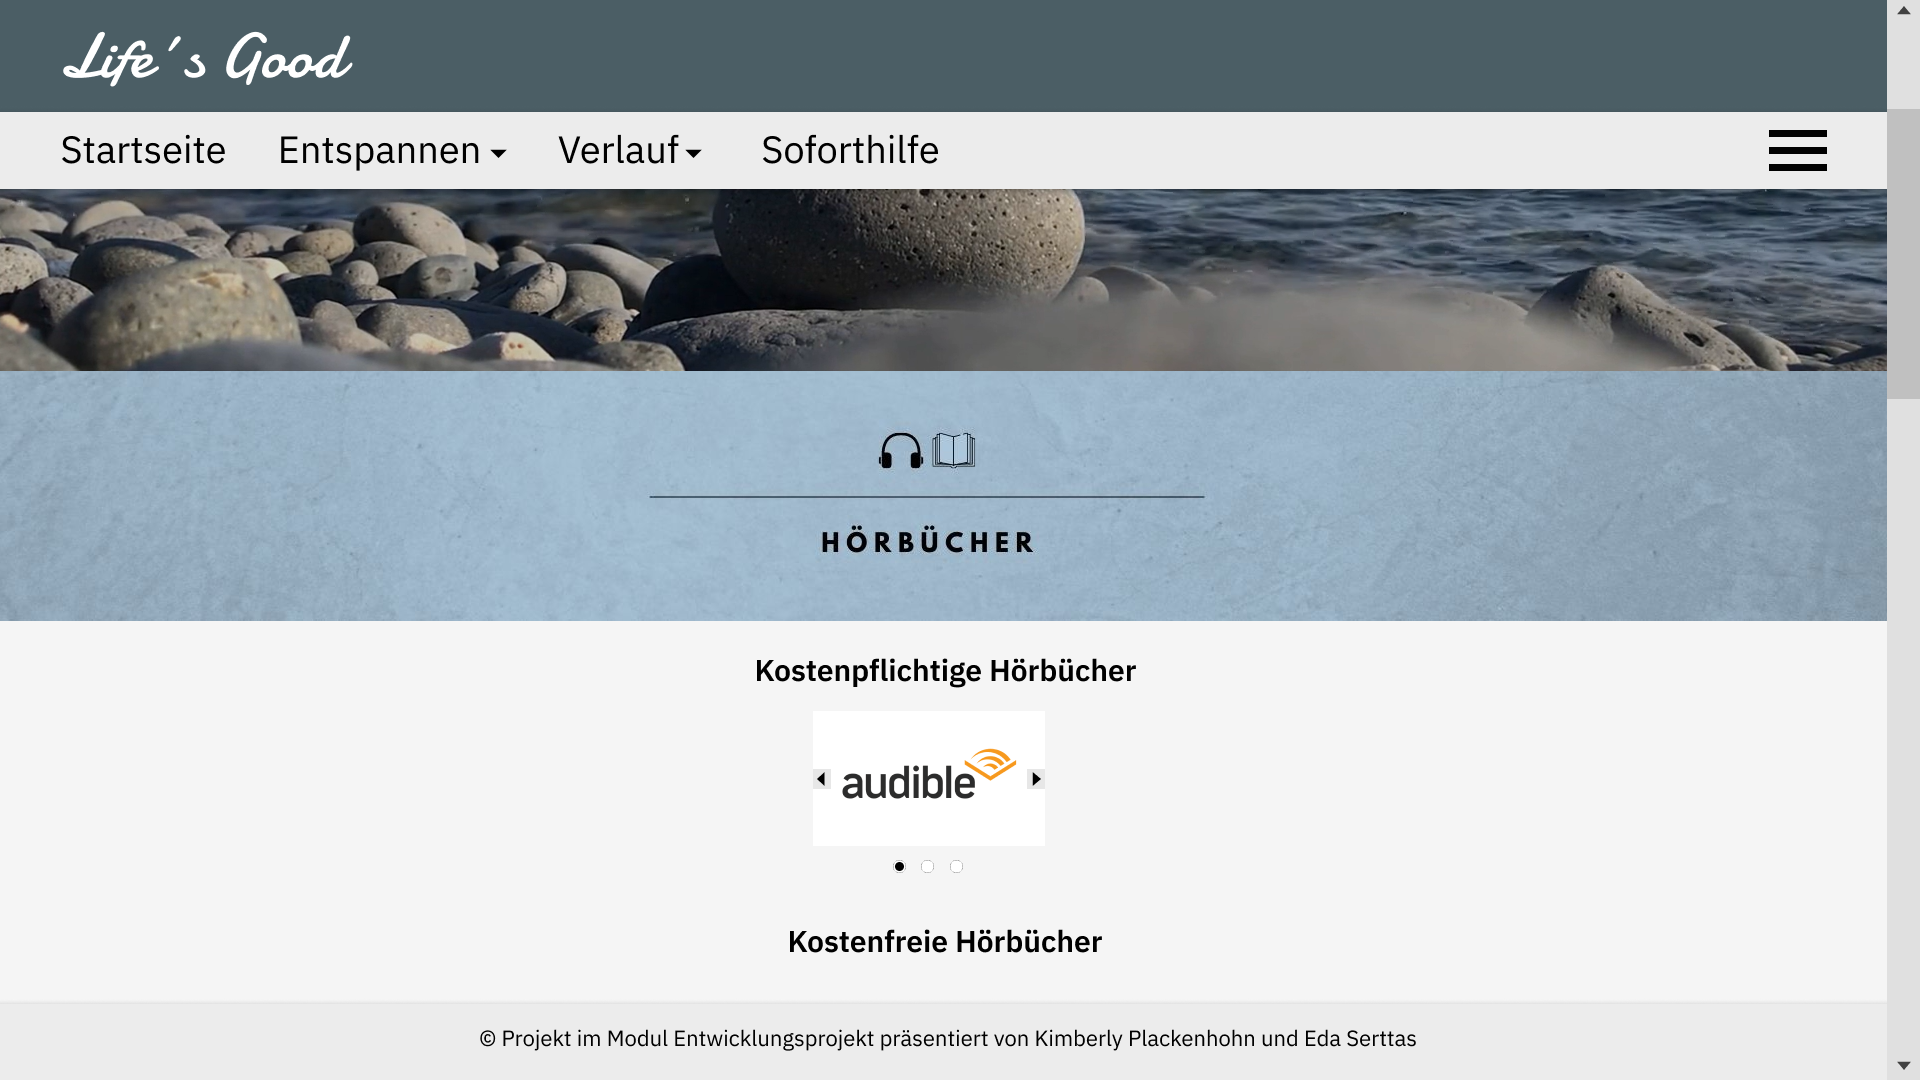 Life´s Good
Startseite Entspannen Verlauf Soforthilfe
HÖRBÜCHER
Kostenpflichtige Hörbücher
audible
Kostenfreie Hörbücher
© Projekt im Modul Entwicklungsprojekt präsentiert von Kimberly Plackenhohn und Eda Serttas